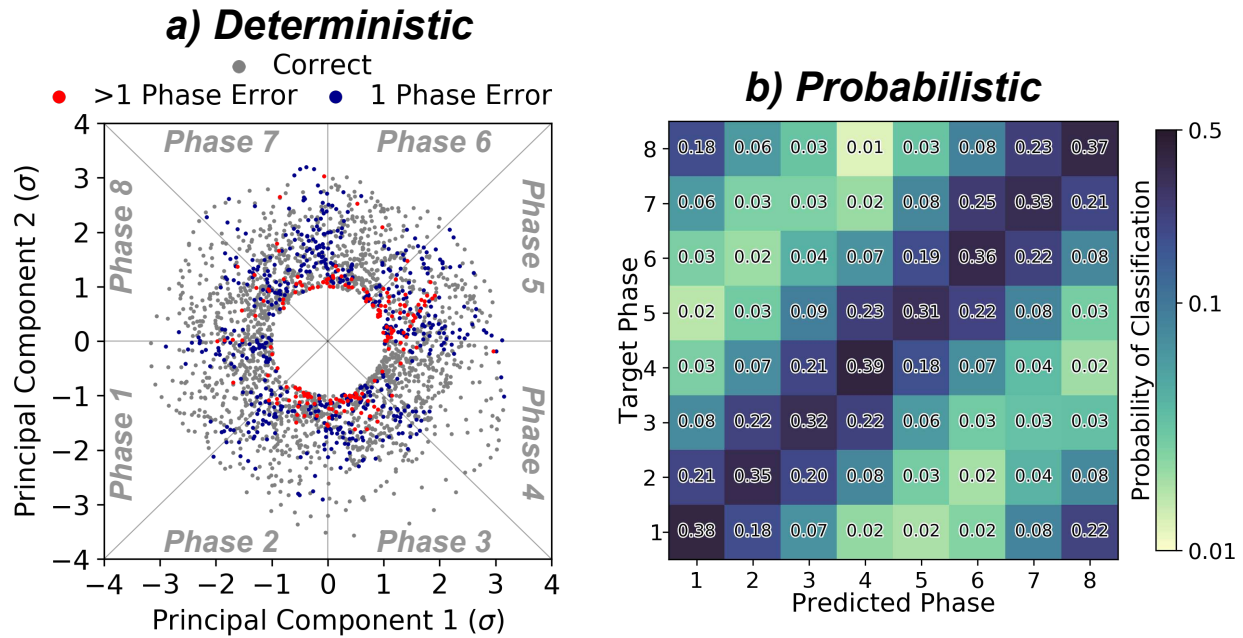 a) Deterministic
Correct
>1 Phase Error
1 Phase Error
4
3
2
1
0
−1
−2
−3
−4
Principal Component 2 (σ)
Phase 7
Phase 6
Phase 8
Phase 5
Phase 1
Phase 4
Phase 2
Phase 3
−4 −3 −2 −1 0 1 2 3 4
Principal Component 1 (σ)
b) Probabilistic
Target Phase
8 0.18 0.06 0.03 0.01 0.03 0.08 0.23 0.37
7 0.06 0.03 0.03 0.02 0.08 0.25 0.33 0.21
6 0.03 0.02 0.04 0.07 0.19 0.36 0.22 0.08
5 0.02 0.03 0.09 0.23 0.31 0.22 0.08 0.03
4 0.03 0.07 0.21 0.39 0.18 0.07 0.04 0.02
3 0.08 0.22 0.32 0.22 0.06 0.03 0.03 0.03
2 0.21 0.35 0.20 0.08 0.03 0.02 0.04 0.08
1 0.38 0.18 0.07 0.02 0.02 0.02 0.08 0.22
1 2 3 4 5 6 7 8
Predicted Phase
Probability of Classification
0.5
0.1
0.01